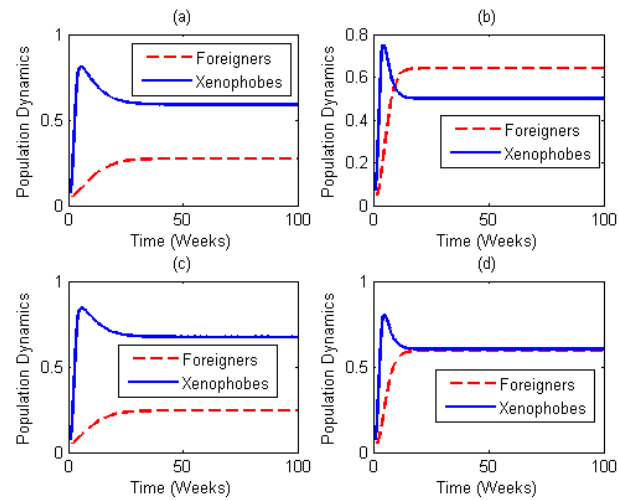 (a)
Population Dynamics
1
0.5
0
Foreigners
Xenophobes
0 50 100
Time (Weeks)
(b)
Population Dynamics
0.8
0.6
0.4
0.2
0
Foreigners
Xenophobes
0 50 100
Time (Weeks)
(c)
Population Dynamics
1
0.5
0
Foreigners
Xenophobes
0 50 100
Time (Weeks)
(d)
Population Dynamics
1
0.5
0
Foreigners
Xenophobes
0 50 100
Time (Weeks)